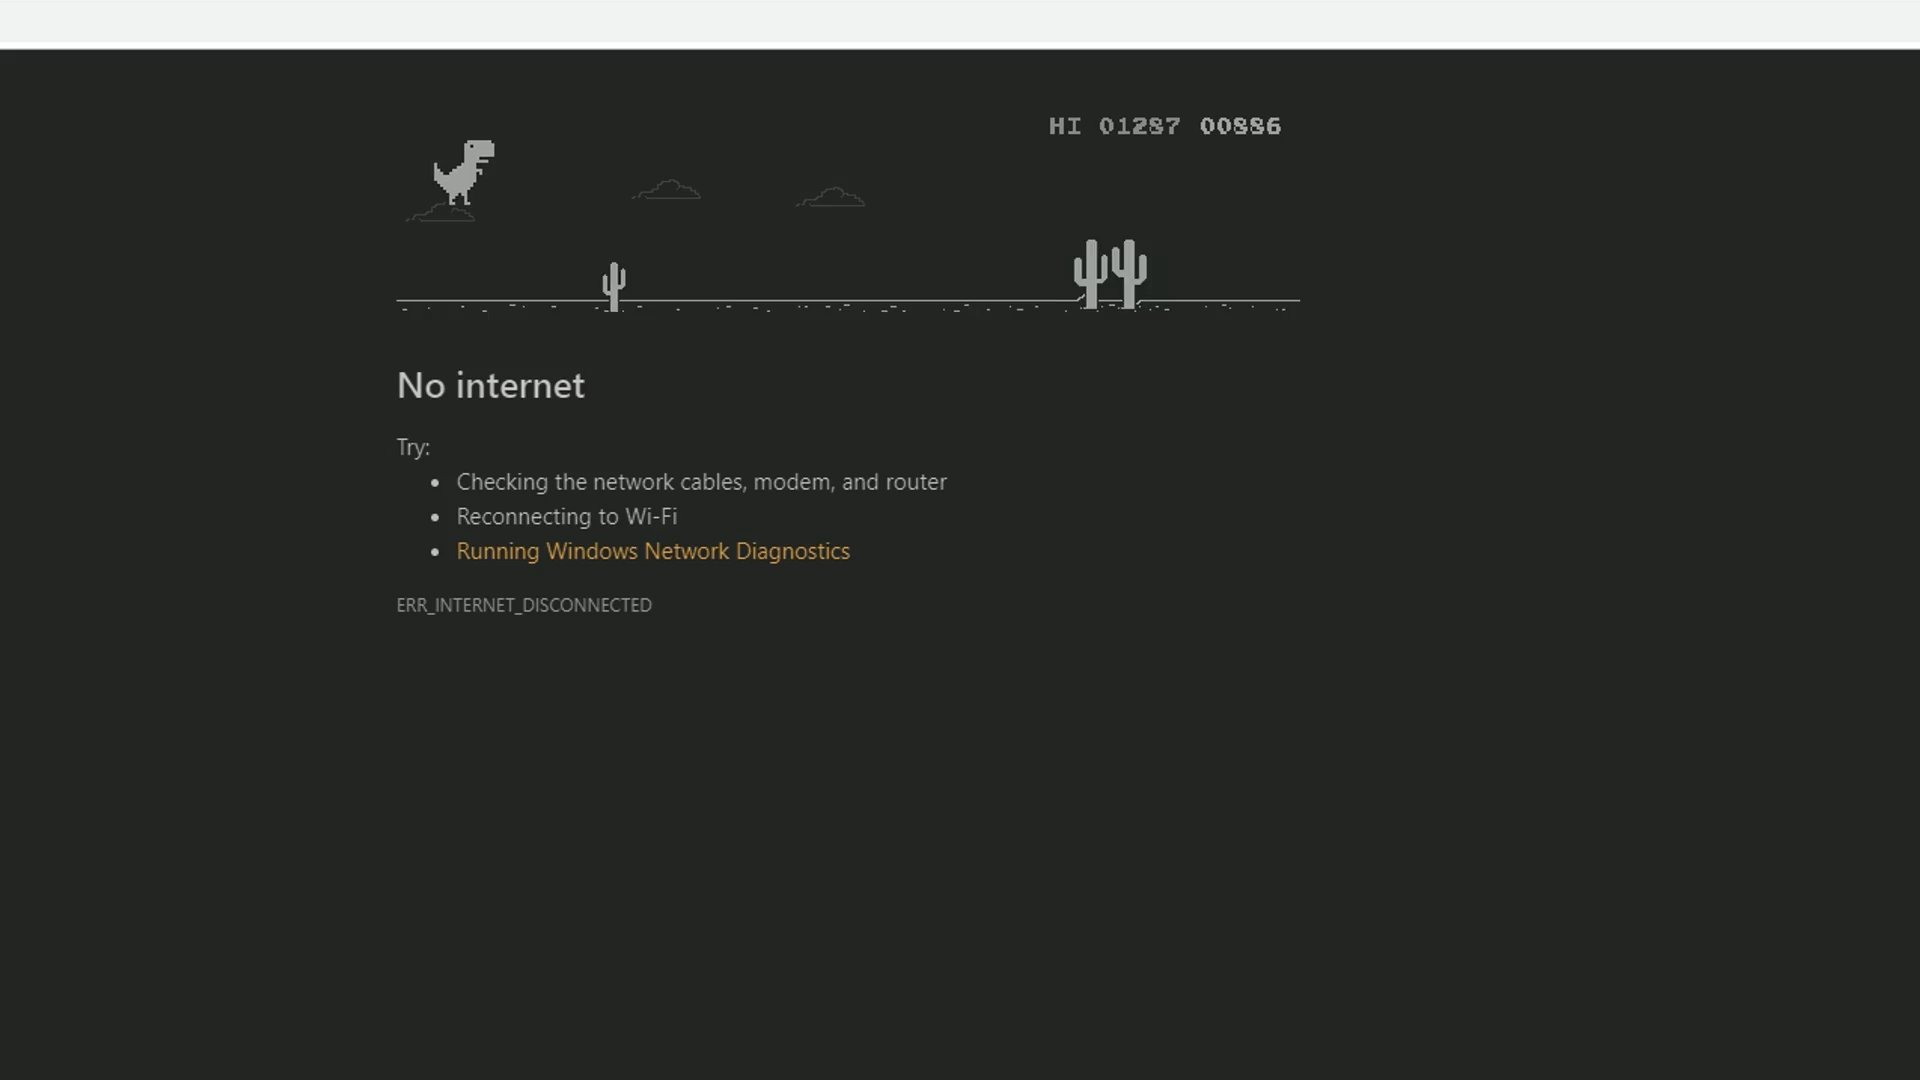 HI 01287 00886
No internet
Try:
Checking the network cables, modem, and router
Reconnecting to Wi-Fi
Running Windows Network Diagnostics
ERR_INTERNET_DISCONNECTED